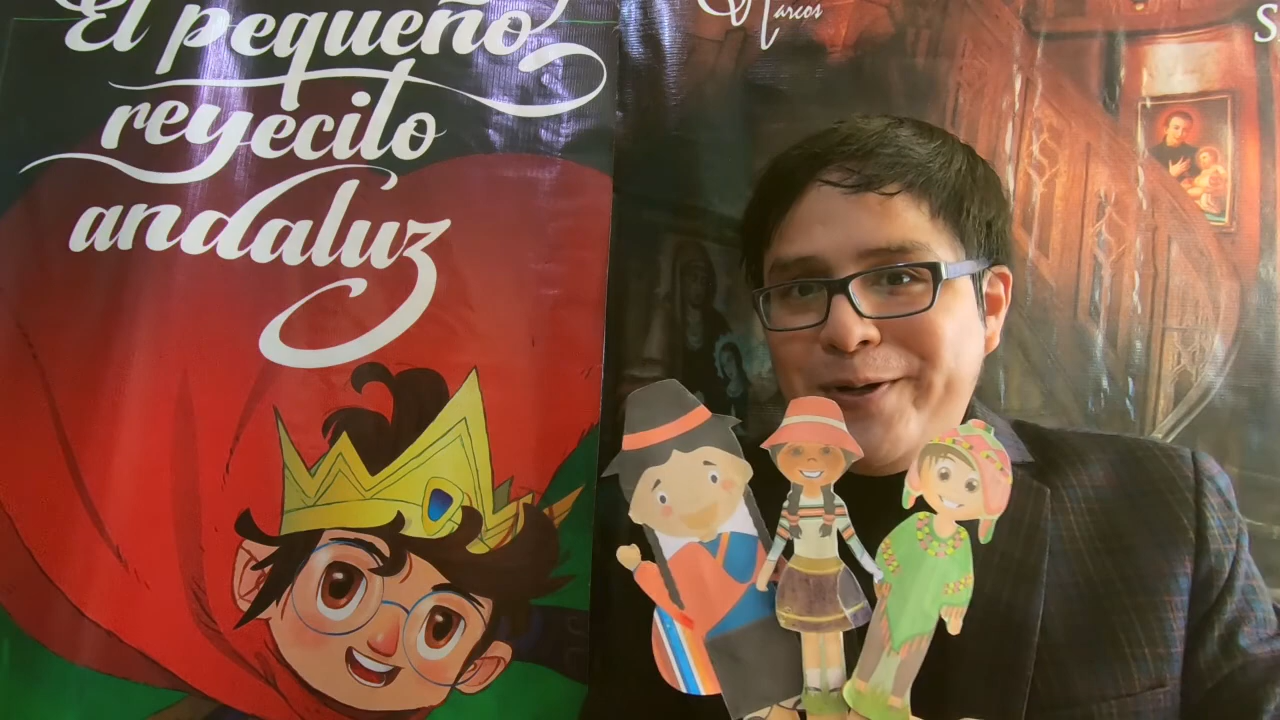 El pequeño
reyecito
andaluz
Marcos
S